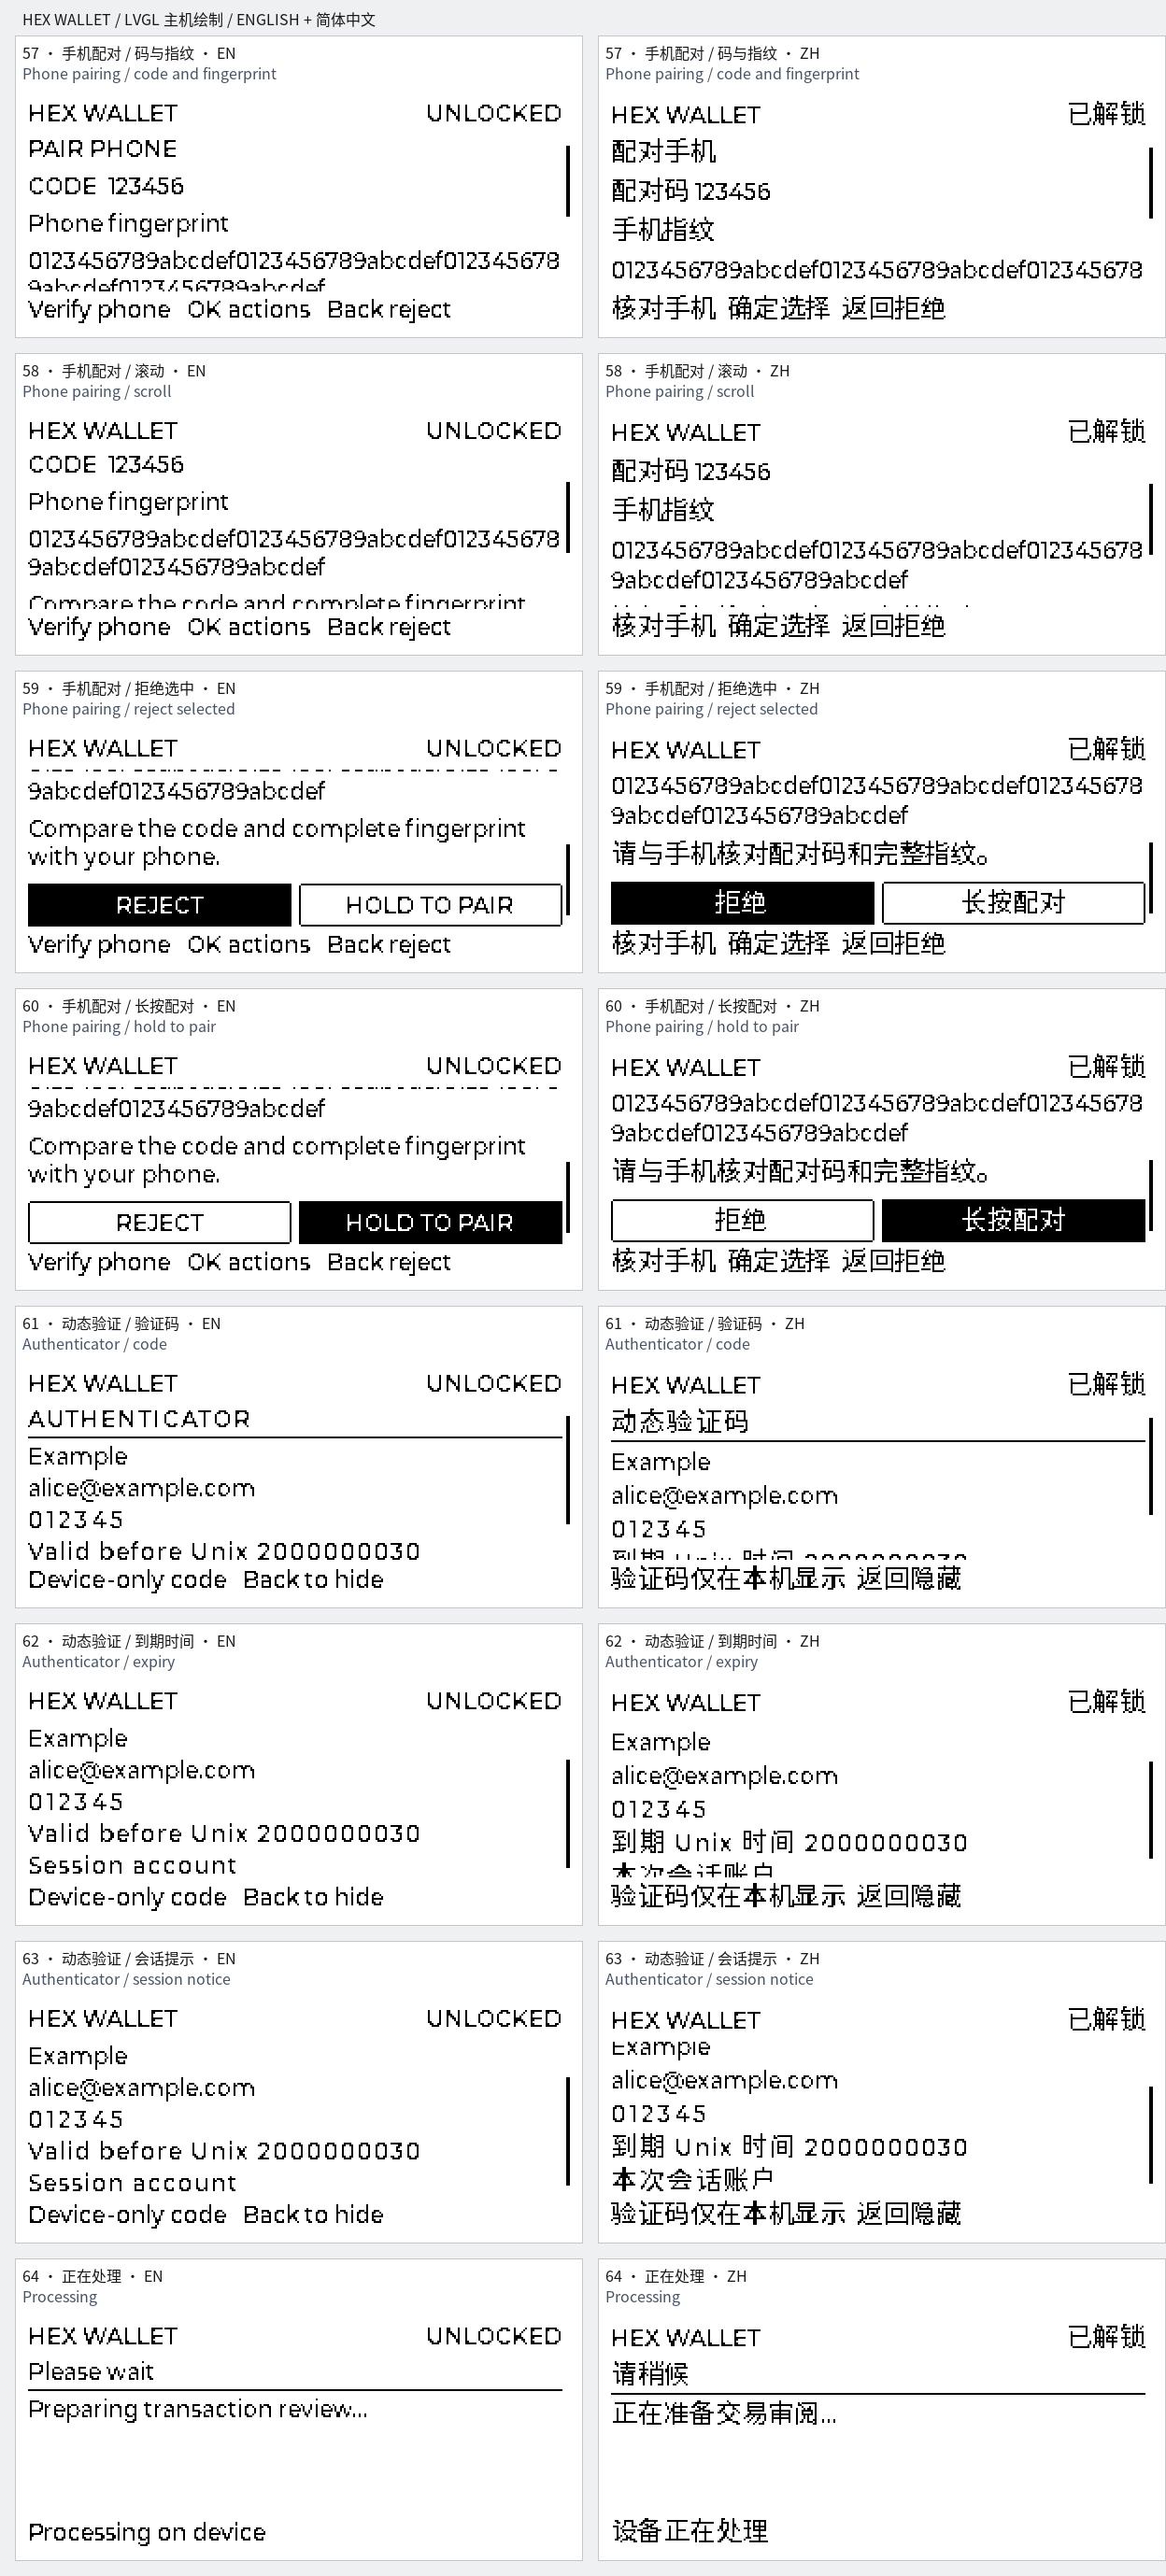 HEX WALLET / LVGL 主机绘制 / ENGLISH + 简体中文
57 · 手机配对 / 码与指纹 · EN
Phone pairing / code and fingerprint
HEX WALLET UNLOCKED
PAIR PHONE
CODE 123456
Phone fingerprint
0123456789abcdef0123456789abcdef012345678
9abcdef0123456789abcdef
Verify phone OK actions Back reject
57 · 手机配对 / 码与指纹 · ZH
Phone pairing / code and fingerprint
HEX WALLET 已解锁
配对手机
配对码 123456
手机指纹
0123456789abcdef0123456789abcdef012345678
核对手机 确定选择 返回拒绝
58 · 手机配对 / 滚动 · EN
Phone pairing / scroll
HEX WALLET UNLOCKED
CODE 123456
Phone fingerprint
0123456789abcdef0123456789abcdef012345678
9abcdef0123456789abcdef
Compare the code and complete fingerprint
Verify phone OK actions Back reject
58 · 手机配对 / 滚动 · ZH
Phone pairing / scroll
HEX WALLET 已解锁
配对码 123456
手机指纹
0123456789abcdef0123456789abcdef012345678
9abcdef0123456789abcdef
核对手机 确定选择 返回拒绝
59 · 手机配对 / 拒绝选中 · EN
Phone pairing / reject selected
HEX WALLET UNLOCKED
9abcdef0123456789abcdef
Compare the code and complete fingerprint
with your phone.
REJECT HOLD TO PAIR
Verify phone OK actions Back reject
59 · 手机配对 / 拒绝选中 · ZH
Phone pairing / reject selected
HEX WALLET 已解锁
0123456789abcdef0123456789abcdef012345678
9abcdef0123456789abcdef
请与手机核对配对码和完整指纹。
拒绝 长按配对
核对手机 确定选择 返回拒绝
60 · 手机配对 / 长按配对 · EN
Phone pairing / hold to pair
HEX WALLET UNLOCKED
9abcdef0123456789abcdef
Compare the code and complete fingerprint
with your phone.
REJECT HOLD TO PAIR
Verify phone OK actions Back reject
60 · 手机配对 / 长按配对 · ZH
Phone pairing / hold to pair
HEX WALLET 已解锁
0123456789abcdef0123456789abcdef012345678
9abcdef0123456789abcdef
请与手机核对配对码和完整指纹。
拒绝 长按配对
核对手机 确定选择 返回拒绝
61 · 动态验证 / 验证码 · EN
Authenticator / code
HEX WALLET UNLOCKED
AUTHENTICATOR
Example
alice@example.com
012345
Valid before Unix 2000000030
Device-only code Back to hide
61 · 动态验证 / 验证码 · ZH
Authenticator / code
HEX WALLET 已解锁
动态验证码
Example
alice@example.com
012345
到期 Unix 时间 2000000030
验证码仅在本机显示 返回隐藏
62 · 动态验证 / 到期时间 · EN
Authenticator / expiry
HEX WALLET UNLOCKED
Example
alice@example.com
012345
Valid before Unix 2000000030
Session account
Device-only code Back to hide
62 · 动态验证 / 到期时间 · ZH
Authenticator / expiry
HEX WALLET 已解锁
Example
alice@example.com
012345
到期 Unix 时间 2000000030
本次会话账户
验证码仅在本机显示 返回隐藏
63 · 动态验证 / 会话提示 · EN
Authenticator / session notice
HEX WALLET UNLOCKED
Example
alice@example.com
012345
Valid before Unix 2000000030
Session account
Device-only code Back to hide
63 · 动态验证 / 会话提示 · ZH
Authenticator / session notice
HEX WALLET 已解锁
Example
alice@example.com
012345
到期 Unix 时间 2000000030
本次会话账户
验证码仅在本机显示 返回隐藏
64 · 正在处理 · EN
Processing
HEX WALLET UNLOCKED
Please wait
Preparing transaction review...
Processing on device
64 · 正在处理 · ZH
Processing
HEX WALLET 已解锁
请稍候
正在准备交易审阅...
设备正在处理